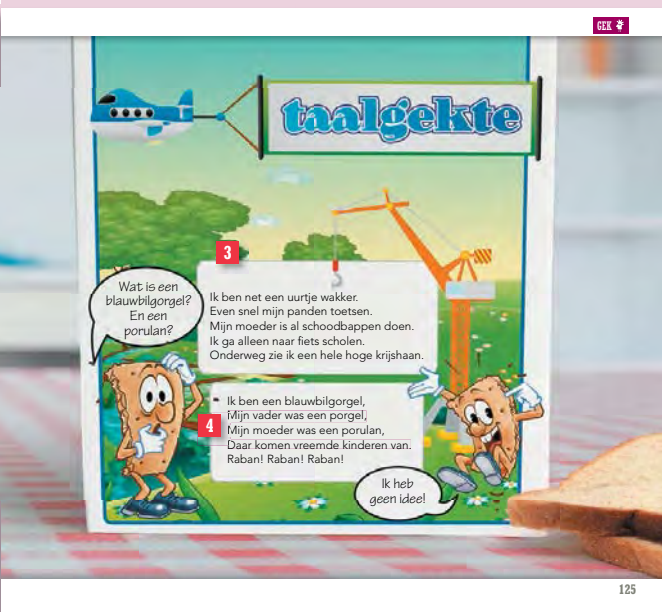 GEK
taalgekte
3
Wat is een
blauwbilgorgel?
En een
porulan?
Ik ben net een uurtje wakker.
Even snel mijn panden toetsen.
Mijn moeder is al schoodbappen doen.
Ik ga alleen naar fiets scholen.
Onderweg zie ik een hele hoge krijshaan.
4
Ik ben een blauwbilgorgel,
Mijn vader was een porgel,
Mijn moeder was een porulan,
Daar komen vreemde kinderen van.
Raban! Raban! Raban!
Ik heb
geen idee!
125